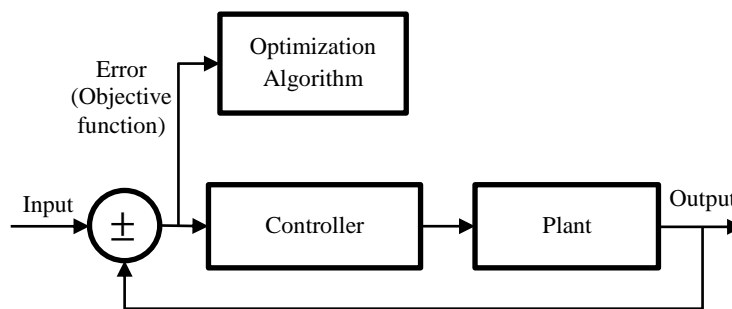 Optimization
Algorithm
Error
(Objective
function)
Input
±
Controller
Plant
Output